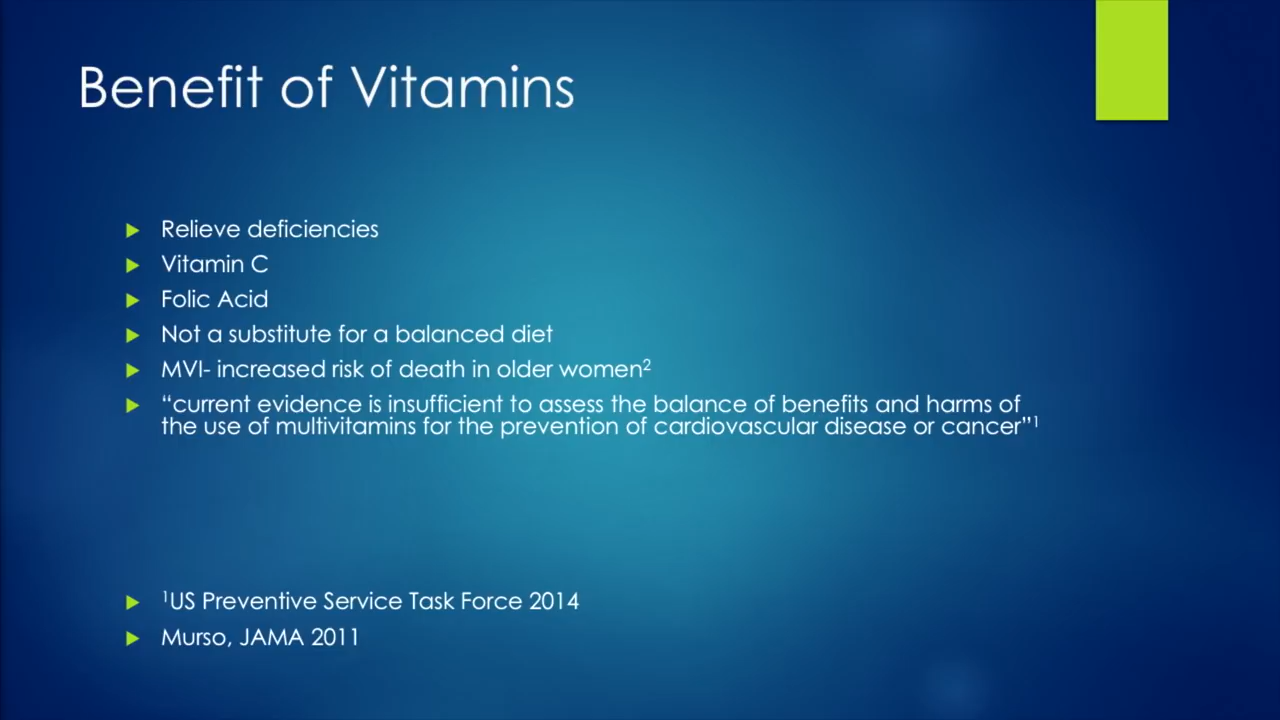 Benefit of Vitamins
Relieve deficiencies
Vitamin C
Folic Acid
Not a substitute for a balanced diet
MVI- increased risk of death in older women²
“current evidence is insufficient to assess the balance of benefits and harms of
the use of multivitamins for the prevention of cardiovascular disease or cancer”¹
¹US Preventive Service Task Force 2014
Murso, JAMA 2011